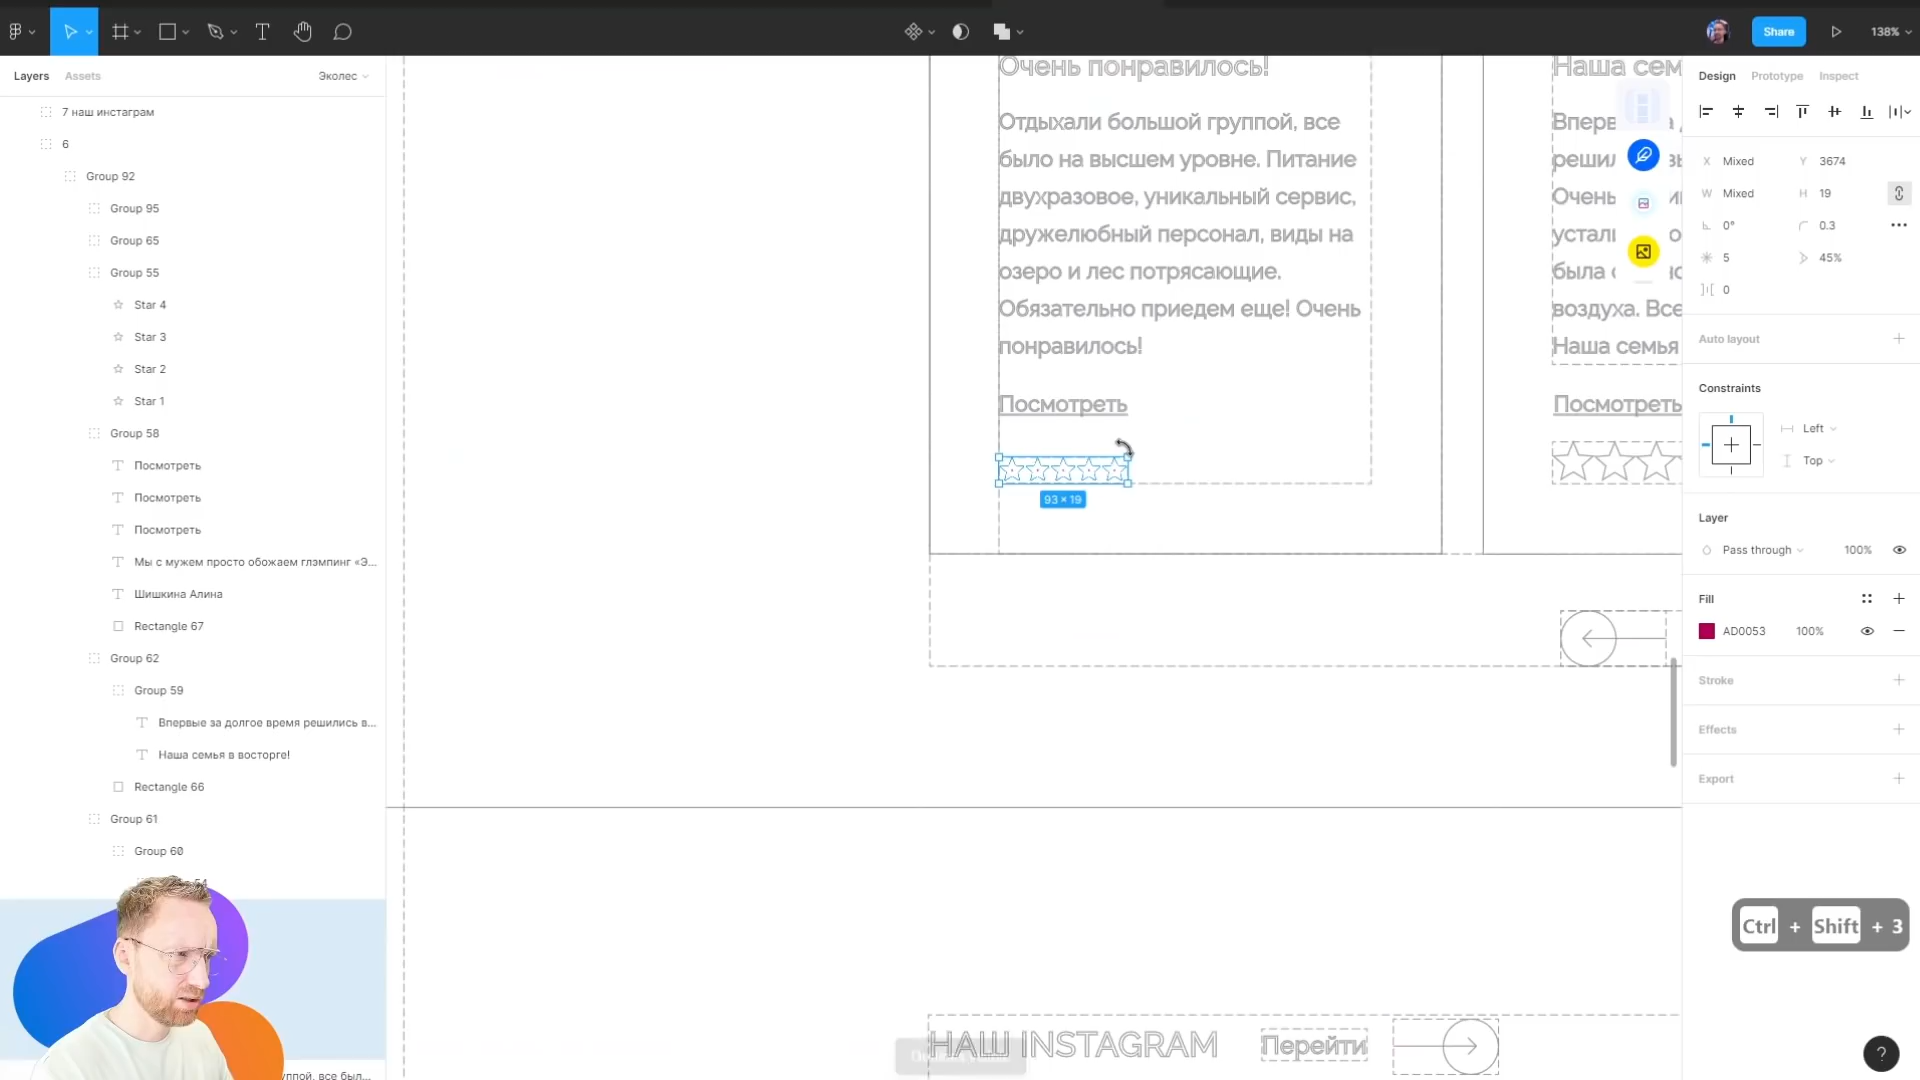 Share
138%
Layers
Assets
Эколес
7 наш инстаграм
6
Group 92
Group 95
Group 65
Group 55
Star 4
Star 3
Star 2
Star 1
Group 58
Посмотреть
Посмотреть
Посмотреть
Мы с мужем просто обожаем глэмпинг «Э...
Шишкина Алина
Rectangle 67
Group 62
Group 59
Впервые за долгое время решились в...
Наша семья в восторге!
Rectangle 66
Group 61
Group 60
Очень понравилось!
Отдыхали большой группой, все
было на высшем уровне. Питание
двухразовое, уникальный сервис,
дружелюбный персонал, виды на
озеро и лес потрясающие.
Обязательно приедем еще! Очень
понравилось!
Посмотреть
93 × 19
Наша сем
Очень
была
воздуха. Все
Наша семья
Посмотреть
НАШ INSTAGRAM
Перейти
Design
Prototype
Inspect
X Mixed Y 3674
W Mixed H 19
0° 0.3
5 45%
0
Auto layout
Constraints
Left
Top
Layer
Pass through 100%
Fill
AD0053 100%
Stroke
Effects
Export
Ctrl + Shift + 3
?